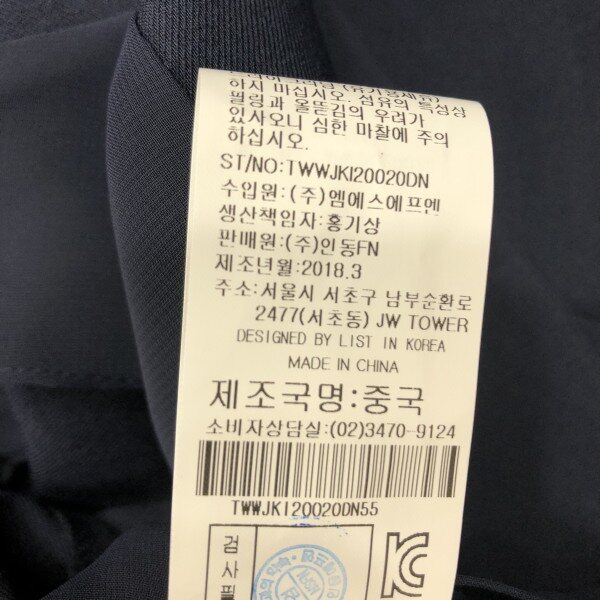 하지 마십시오. 섬유의 특성상
필링과 올뜯김의 우려가
있사오니 심한 마찰에 주의
하십시오.
ST/NO:TWWJKI20020DN
수입원:(주)엠에스에프엔
생산책임자:홍기상
판매원:(주)인동FN
제조년월:2018.3
주소:서울시 서초구 남부순환로
2477(서초동) JW TOWER
DESIGNED BY LIST IN KOREA
MADE IN CHINA
제조국명:중국
소비자상담실:(02)3470-9124
TWWJKI20020DN55
검사필